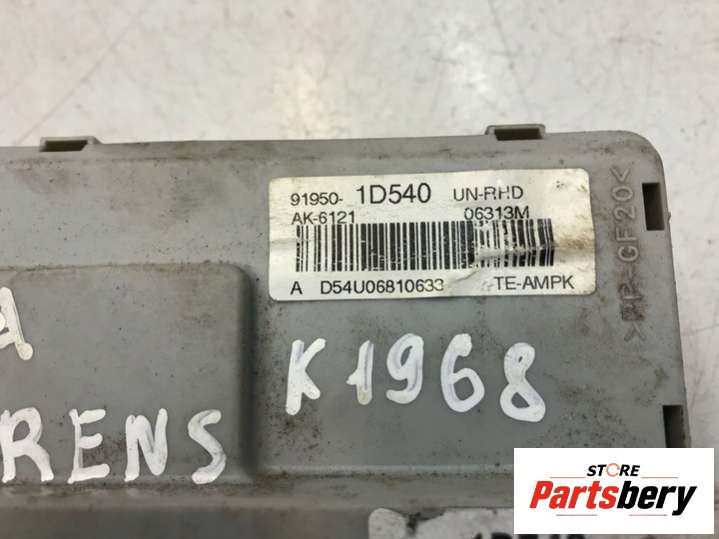 91950- 1D540 UN-RHD
AK-6121 06313M
A D54U06810633 TE-AMPK
>PP-GF20<
K1968
RENS
STORE
Partsbery